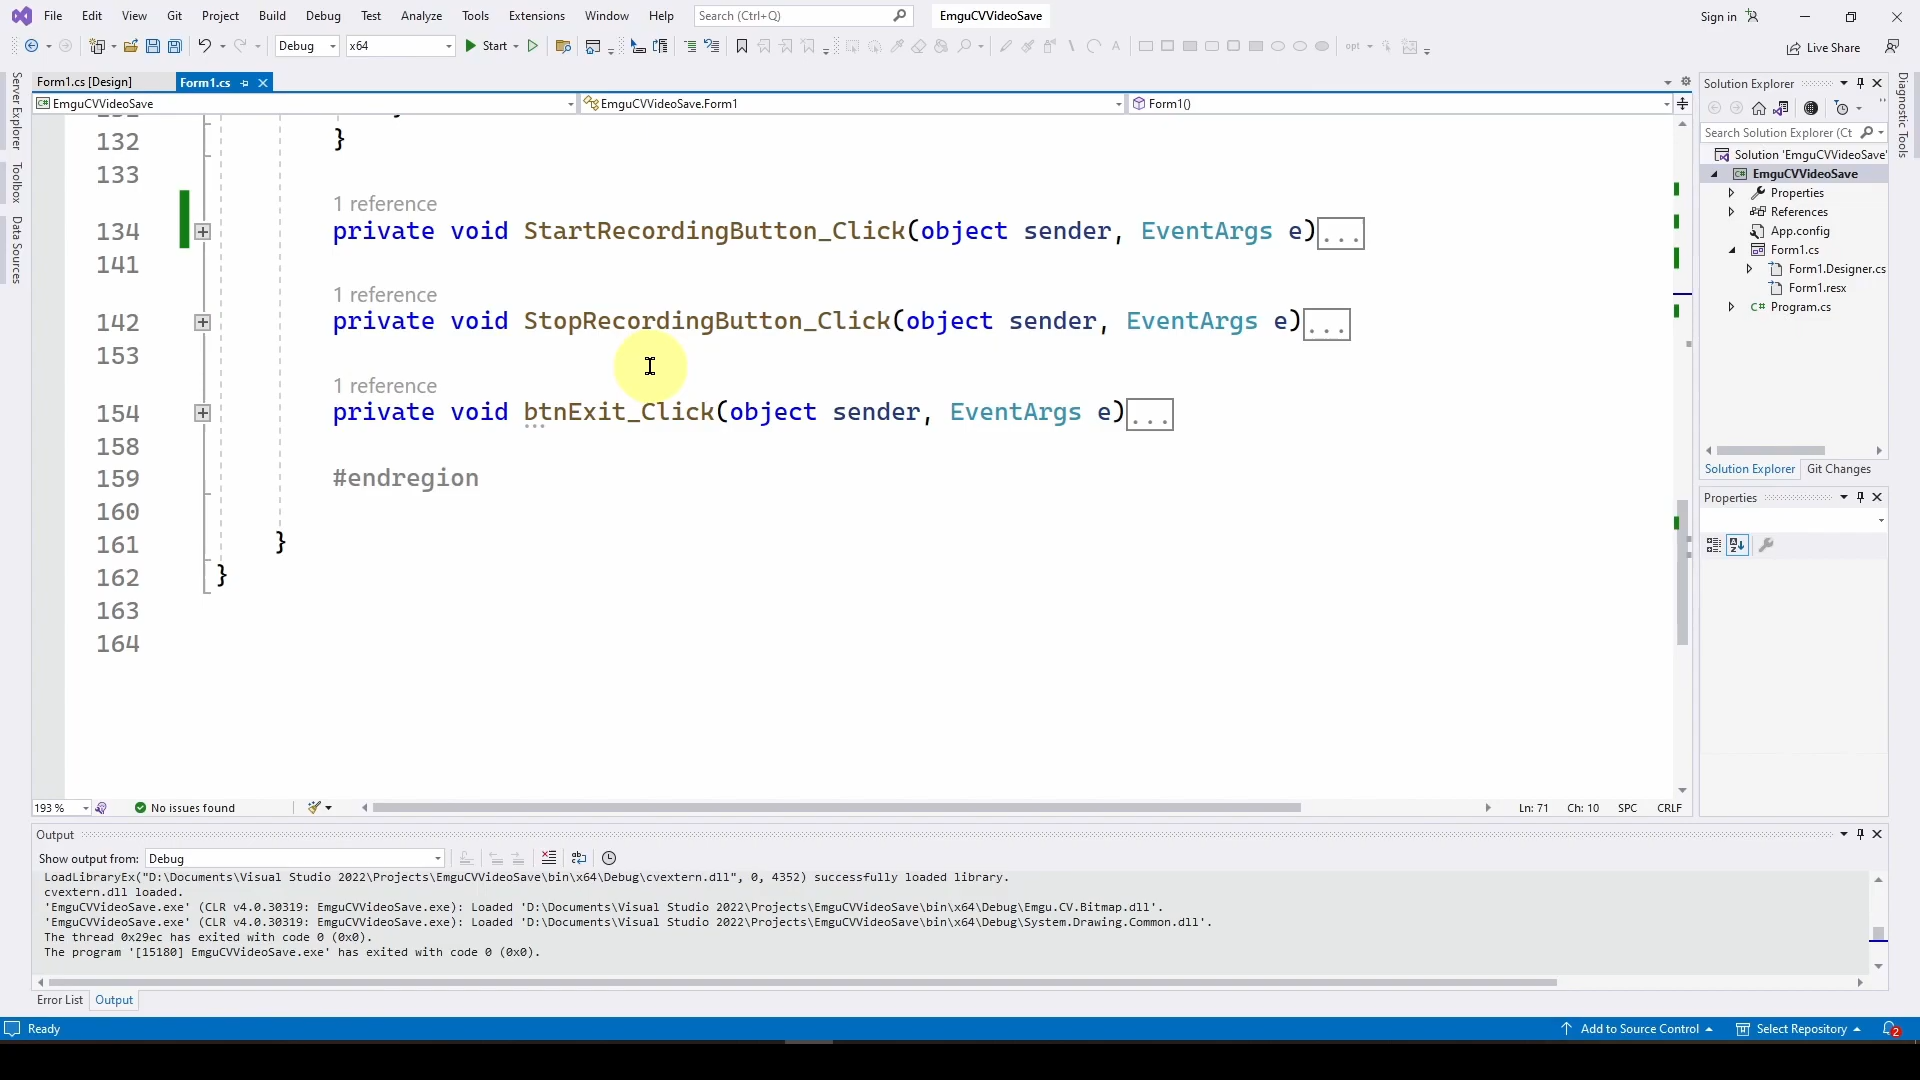 File Edit View Git Project Build Debug Test Analyze Tools Extensions Window Help Search (Ctrl+Q) EmguCVVideoSave Sign in
Debug x64 Start opt Live Share
Form1.cs [Design] Form1.cs
EmguCVVideoSave EmguCVVideoSave.Form1 Form1()
Server Explorer
Toolbox
Data Sources
132 }
133
1 reference
134 private void StartRecordingButton_Click(object sender, EventArgs e)...
141
1 reference
142 private void StopRecordingButton_Click(object sender, EventArgs e)...
153
1 reference
154 private void btnExit_Click(object sender, EventArgs e)...
158
159 #endregion
160
161 }
162 }
163
164
193 % No issues found Ln: 71 Ch: 10 SPC CRLF
Solution Explorer
Search Solution Explorer (Ct
Solution 'EmguCVVideoSave'
C# EmguCVVideoSave
Properties
References
App.config
Form1.cs
Form1.Designer.cs
Form1.resx
C# Program.cs
Solution Explorer Git Changes
Properties
Diagnostic Tools
Output
Show output from: Debug
LoadLibraryEx("D:\Documents\Visual Studio 2022\Projects\EmguCVVideoSave\bin\x64\Debug\cvextern.dll", 0, 4352) successfully loaded library.
cvextern.dll loaded.
'EmguCVVideoSave.exe' (CLR v4.0.30319: EmguCVVideoSave.exe): Loaded 'D:\Documents\Visual Studio 2022\Projects\EmguCVVideoSave\bin\x64\Debug\Emgu.CV.Bitmap.dll'.
'EmguCVVideoSave.exe' (CLR v4.0.30319: EmguCVVideoSave.exe): Loaded 'D:\Documents\Visual Studio 2022\Projects\EmguCVVideoSave\bin\x64\Debug\System.Drawing.Common.dll'.
The thread 0x29ec has exited with code 0 (0x0).
The program '[15180] EmguCVVideoSave.exe' has exited with code 0 (0x0).
Error List Output
Ready Add to Source Control Select Repository 2